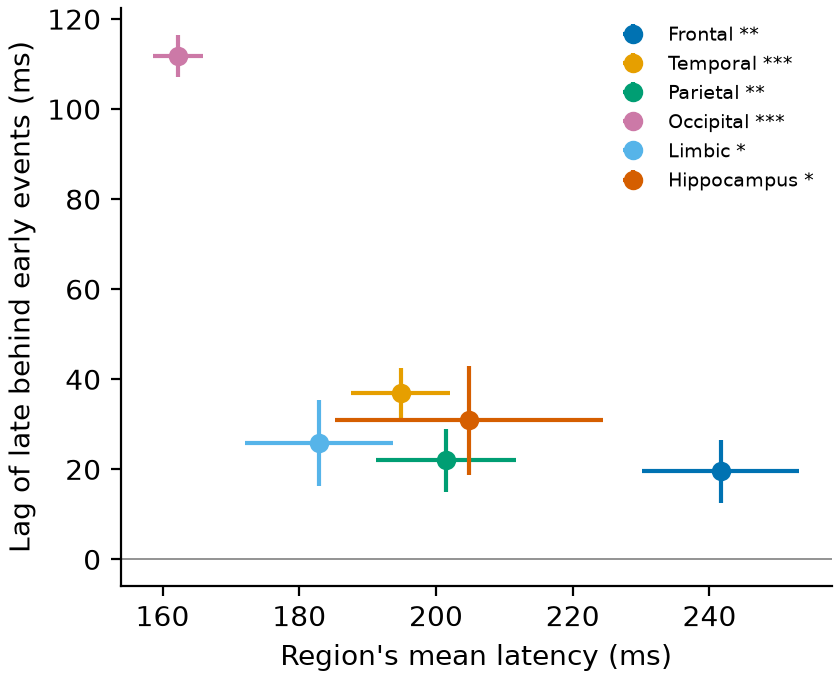 Lag of late behind early events (ms)
120
100
80
60
40
20
0
Frontal **
Temporal ***
Parietal **
Occipital ***
Limbic *
Hippocampus *
160 180 200 220 240
Region's mean latency (ms)